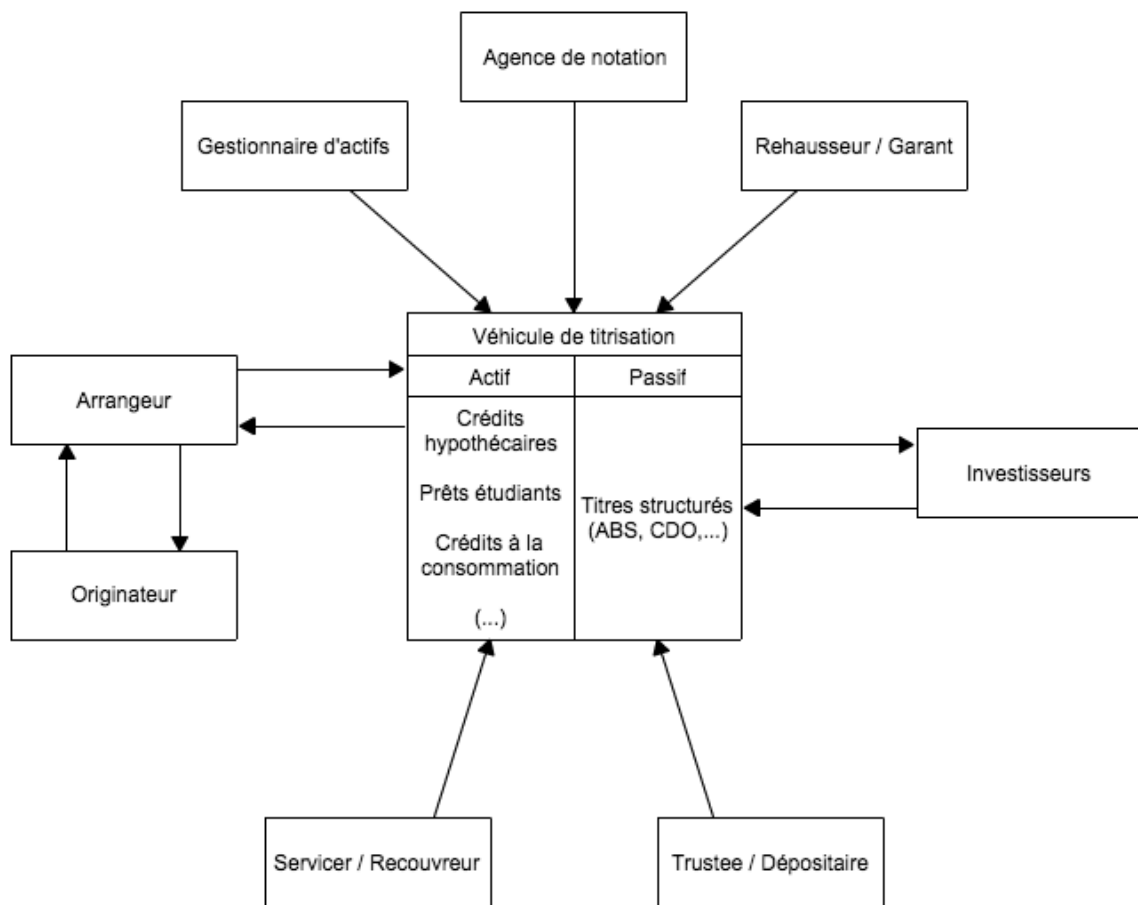 Agence de notation
Gestionnaire d'actifs
Rehausseur / Garant
Véhicule de titrisation
Actif
Passif
Arrangeur
Crédits
hypothécaires
Prêts étudiants
Crédits à la
consommation
(...)
Titres structurés
(ABS, CDO,...)
Investisseurs
Originateur
Servicer / Recouvreur
Trustee / Dépositaire